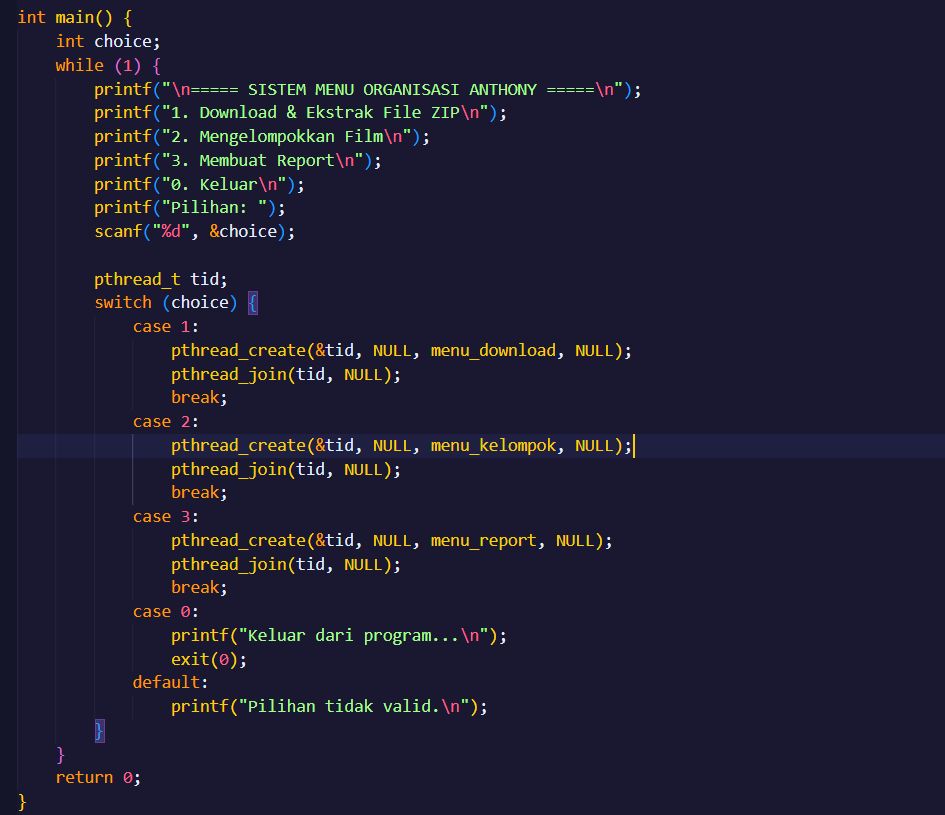 int main() {
    int choice;
    while (1) {
        printf("\n===== SISTEM MENU ORGANISASI ANTHONY =====\n");
        printf("1. Download & Ekstrak File ZIP\n");
        printf("2. Mengelompokkan Film\n");
        printf("3. Membuat Report\n");
        printf("0. Keluar\n");
        printf("Pilihan: ");
        scanf("%d", &choice);

        pthread_t tid;
        switch (choice) {
            case 1:
                pthread_create(&tid, NULL, menu_download, NULL);
                pthread_join(tid, NULL);
                break;
            case 2:
                pthread_create(&tid, NULL, menu_kelompok, NULL);
                pthread_join(tid, NULL);
                break;
            case 3:
                pthread_create(&tid, NULL, menu_report, NULL);
                pthread_join(tid, NULL);
                break;
            case 0:
                printf("Keluar dari program...\n");
                exit(0);
            default:
                printf("Pilihan tidak valid.\n");
        }
    }
    return 0;
}